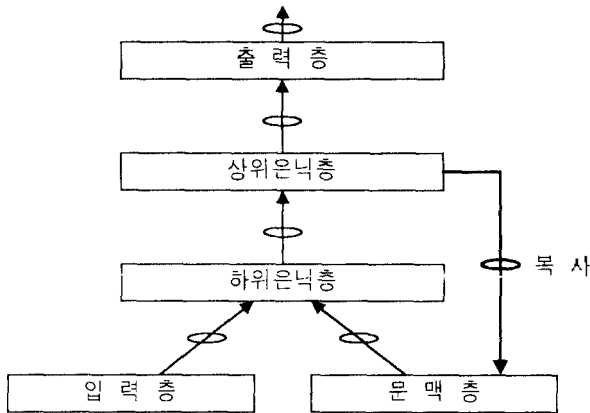 출 력 층
상위은닉층
복 사
하위은닉층
입 력 층
문 맥 층